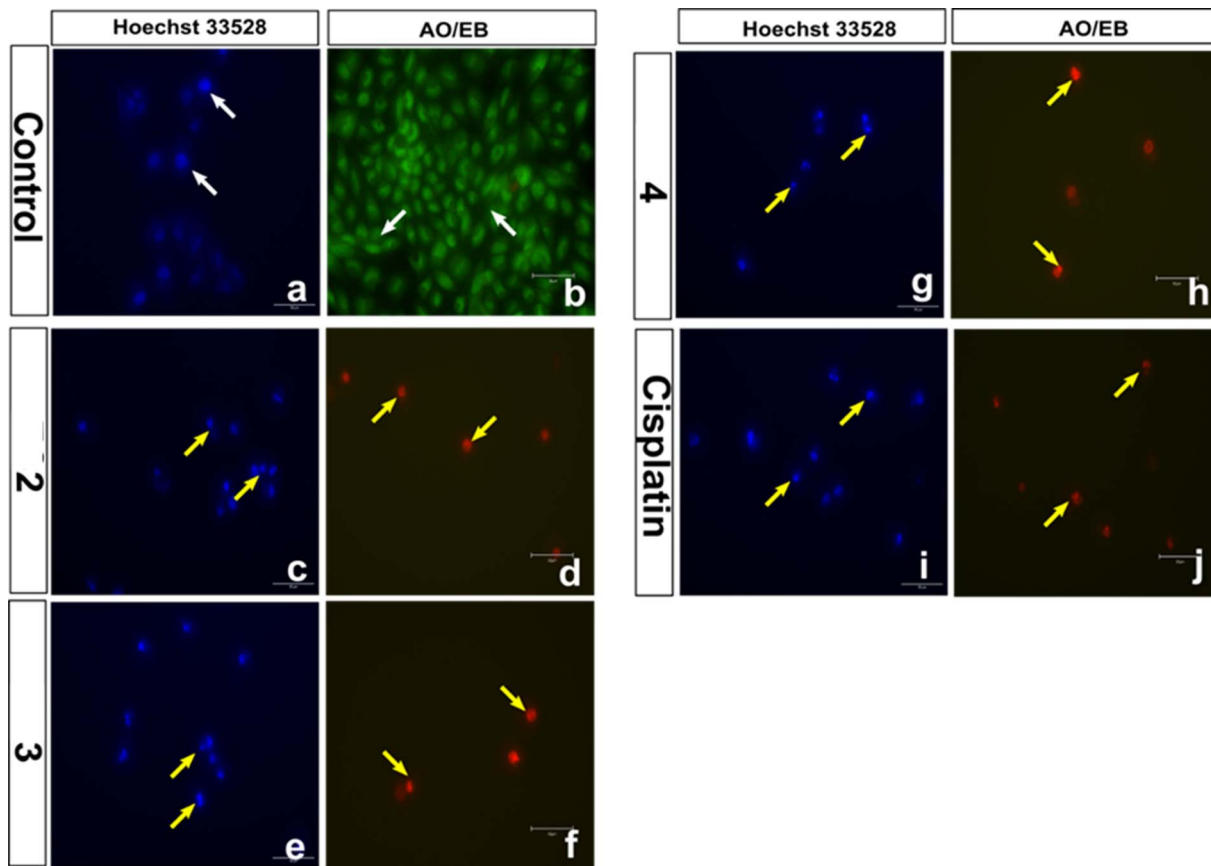 Hoechst 33528 AO/EB
Control
a b
2
c d
3
e f
Hoechst 33528 AO/EB
4
g h
Cisplatin
i j